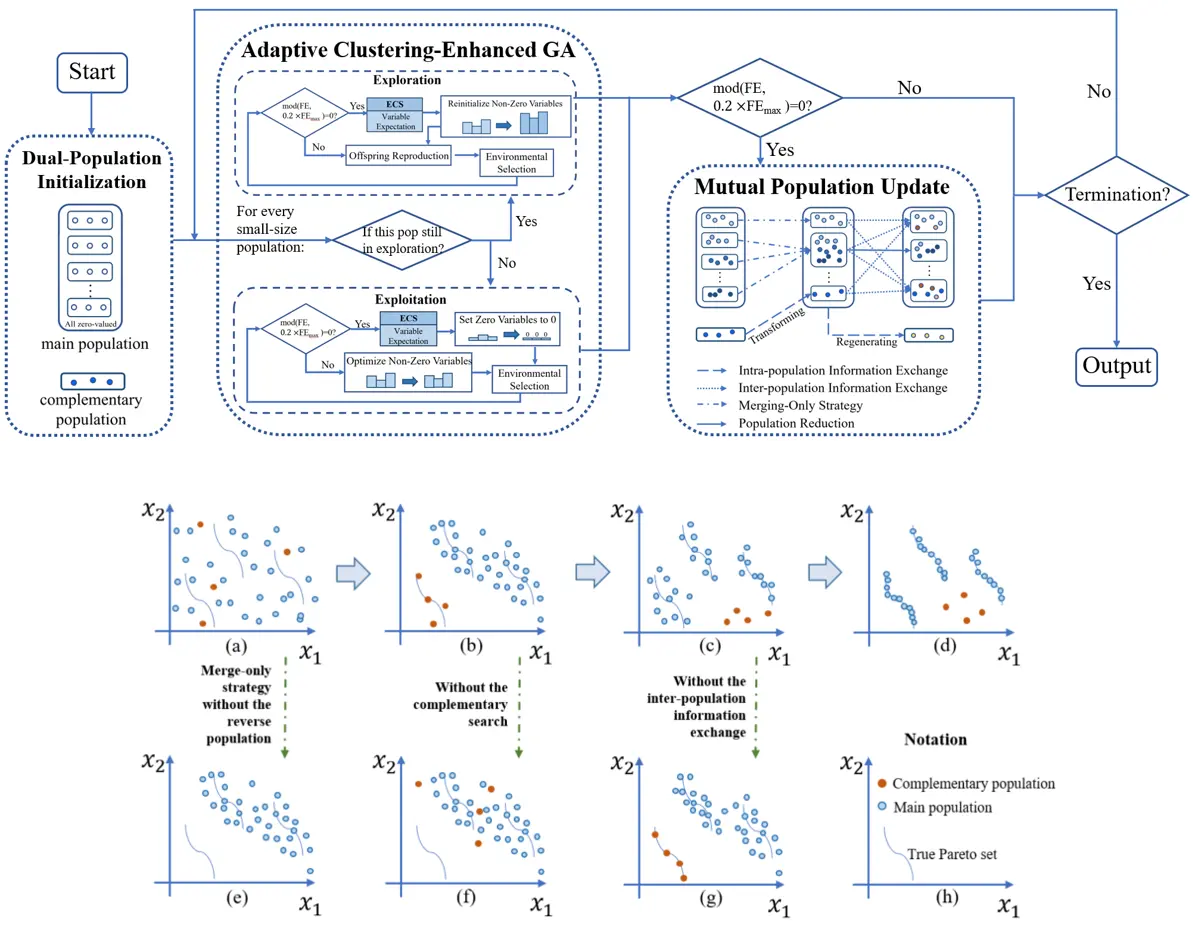 Start
Dual-Population
Initialization
All zero-valued
main population
complementary
population
Adaptive Clustering-Enhanced GA
Exploration
mod(FE,
0.2 ×FEmax )=0?
Yes
ECS
Variable
Expectation
Reinitialize Non-Zero Variables
No
Offspring Reproduction
Environmental
Selection
For every
small-size
population:
If this pop still
in exploration?
Yes
No
Exploitation
mod(FE,
0.2 ×FEmax )=0?
Yes
ECS
Variable
Expectation
Set Zero Variables to 0
0 0 0
No
Optimize Non-Zero Variables
Environmental
Selection
mod(FE,
0.2 ×FEmax )=0?
No
Yes
Mutual Population Update
Transforming
Regenerating
Intra-population Information Exchange
Inter-population Information Exchange
Merging-Only Strategy
Population Reduction
No
Termination?
Yes
Output
x2
(a)
x1
x2
(b)
x1
x2
(c)
x1
x2
(d)
x1
Merge-only
strategy
without the
reverse
population
Without the
complementary
search
Without the
inter-population
information
exchange
Notation
x2
(e)
x1
x2
(f)
x1
x2
(g)
x1
x2
Complementary population
Main population
True Pareto set
(h)
x1